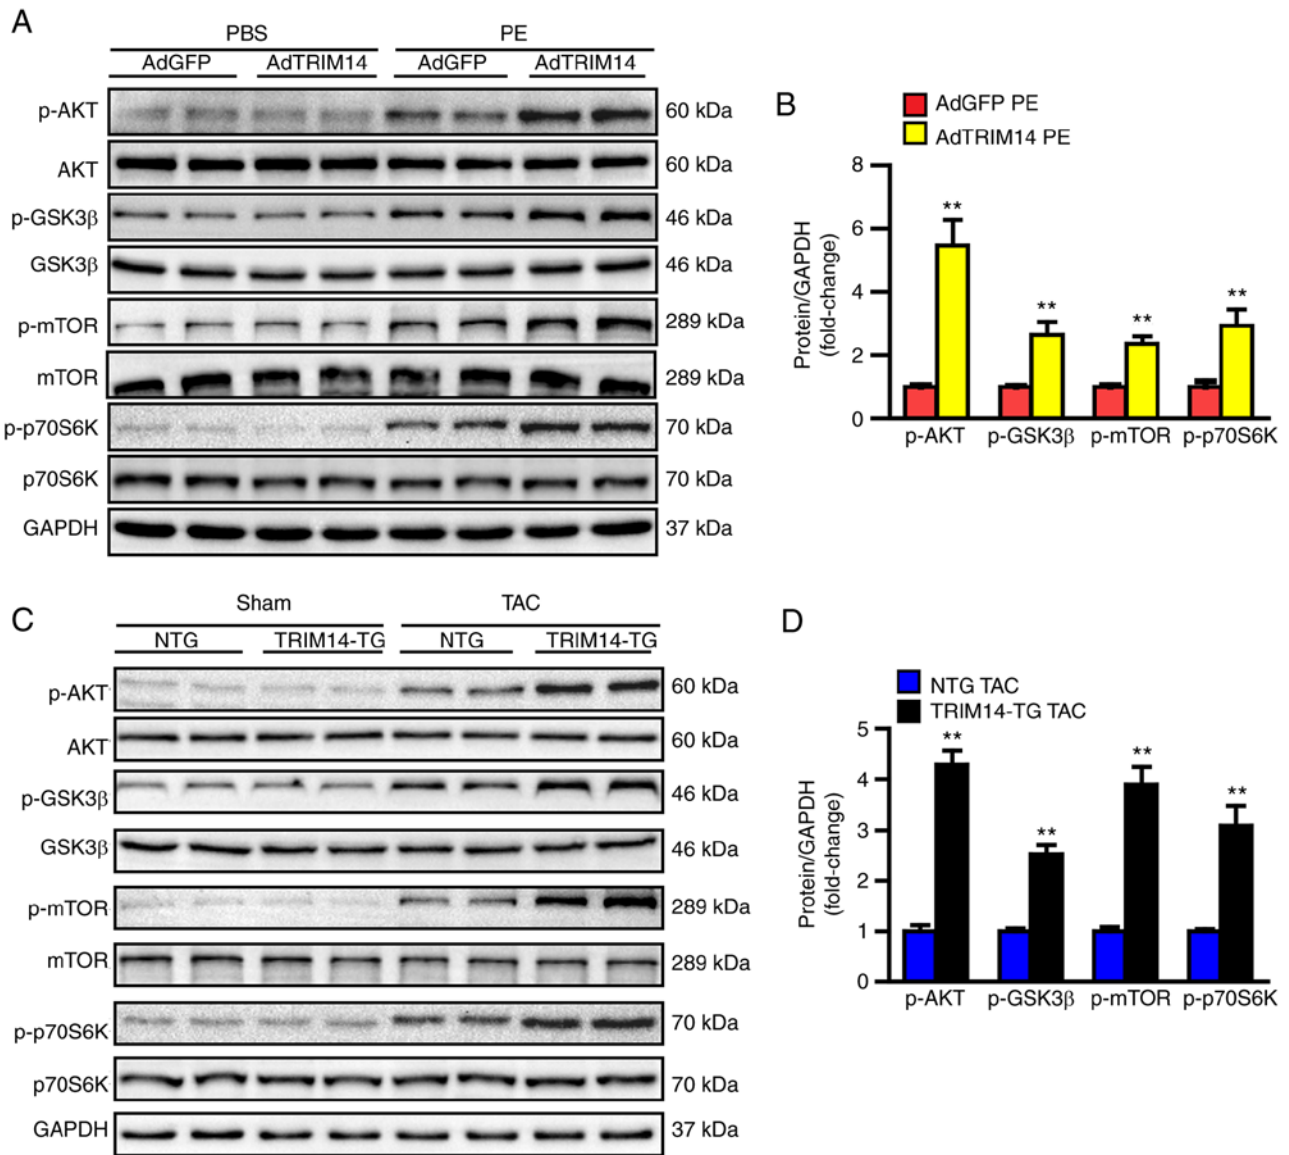 A
PBS PE
AdGFP AdTRIM14 AdGFP AdTRIM14
p-AKT 60 kDa
AKT 60 kDa
p-GSK3β 46 kDa
GSK3β 46 kDa
p-mTOR 289 kDa
mTOR 289 kDa
p-p70S6K 70 kDa
p70S6K 70 kDa
GAPDH 37 kDa
B
AdGFP PE
AdTRIM14 PE
Protein/GAPDH
(fold-change)
8
6
4
2
0
** ** ** **
p-AKT p-GSK3β p-mTOR p-p70S6K
C
Sham TAC
NTG TRIM14-TG NTG TRIM14-TG
p-AKT 60 kDa
AKT 60 kDa
p-GSK3β 46 kDa
GSK3β 46 kDa
p-mTOR 289 kDa
mTOR 289 kDa
p-p70S6K 70 kDa
p70S6K 70 kDa
GAPDH 37 kDa
D
NTG TAC
TRIM14-TG TAC
Protein/GAPDH
(fold-change)
5
4
3
2
1
0
** ** ** **
p-AKT p-GSK3β p-mTOR p-p70S6K